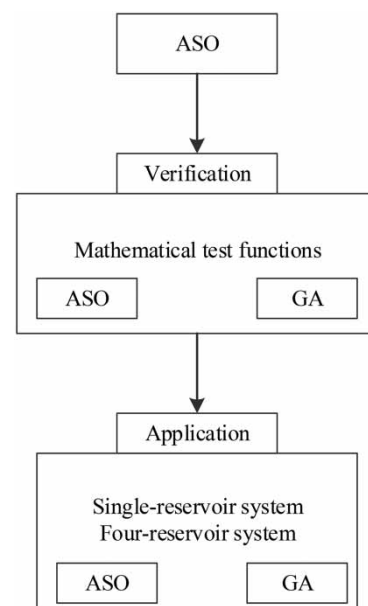 ASO
Verification
Mathematical test functions
ASO
GA
Application
Single-reservoir system
Four-reservoir system
ASO
GA